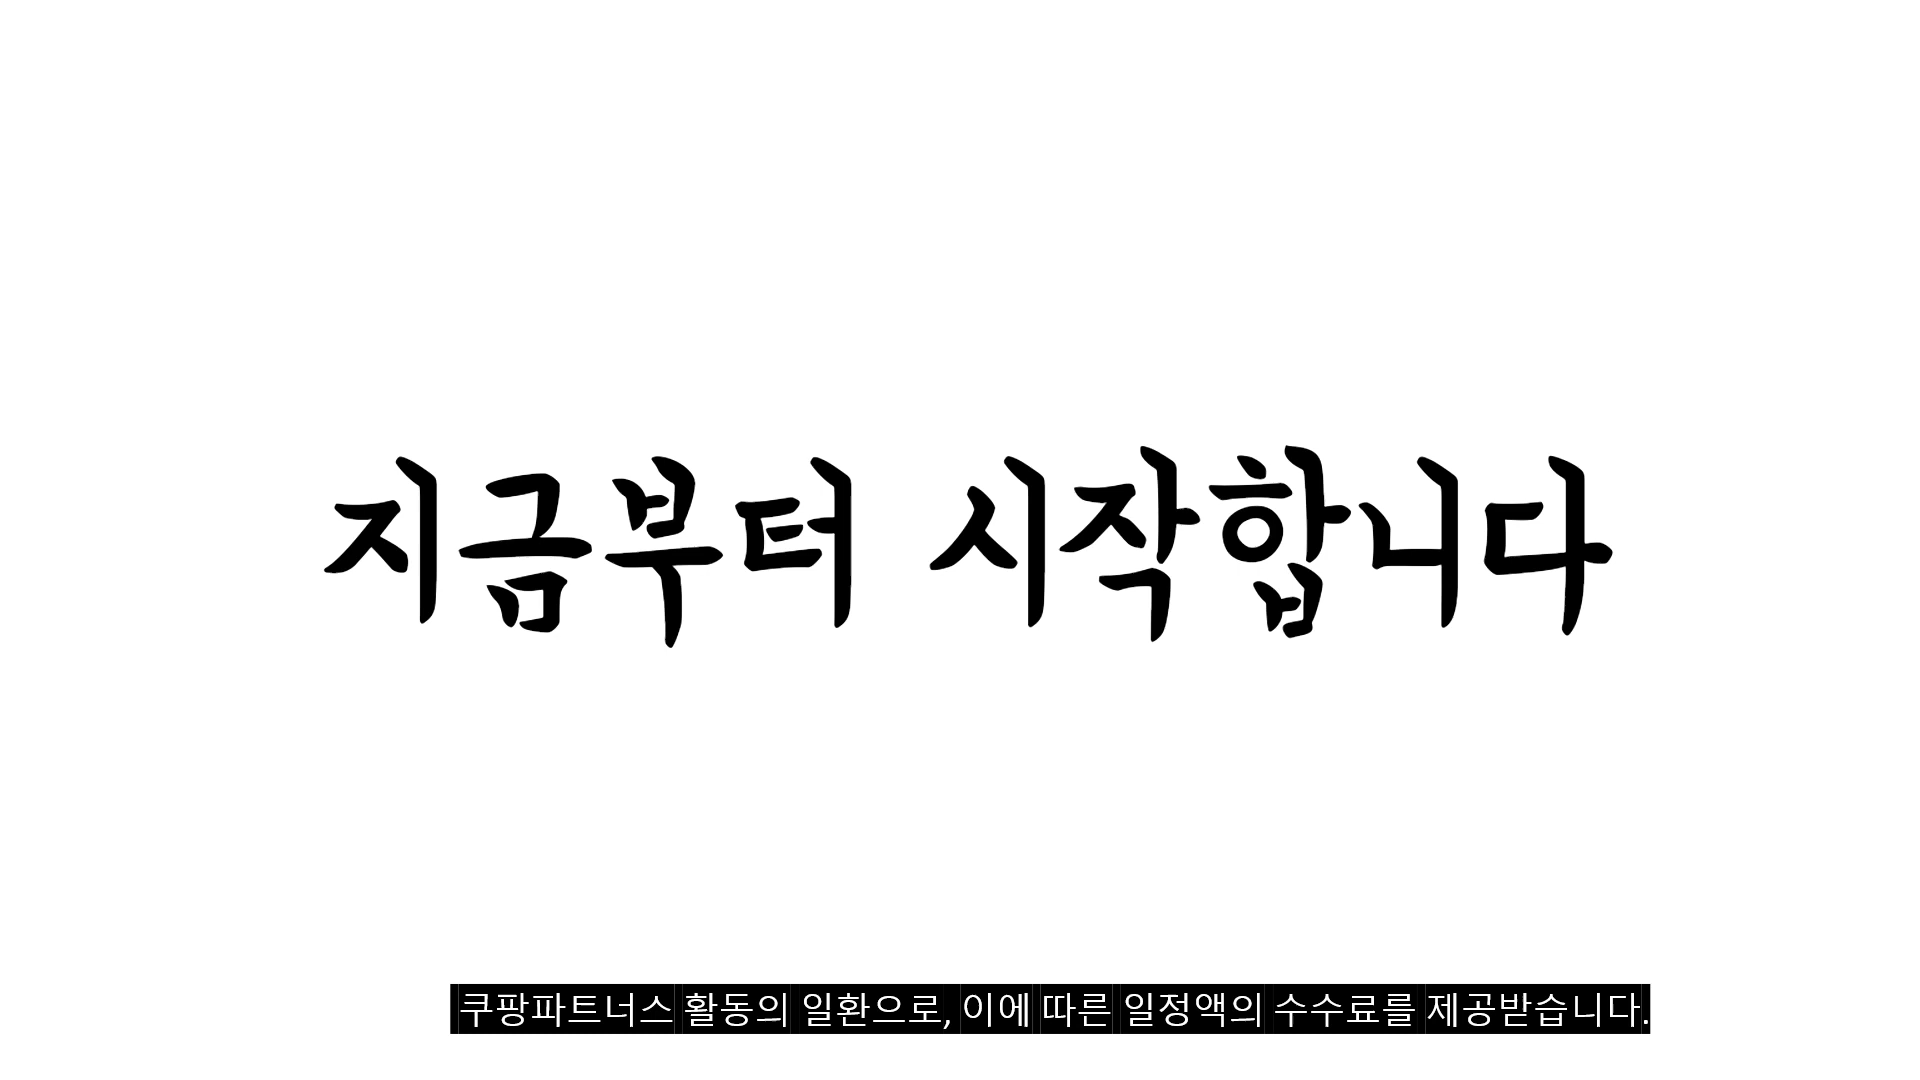 지금부터 시작합니다
쿠팡파트너스 활동의 일환으로, 이에 따른 일정액의 수수료를 제공받습니다.